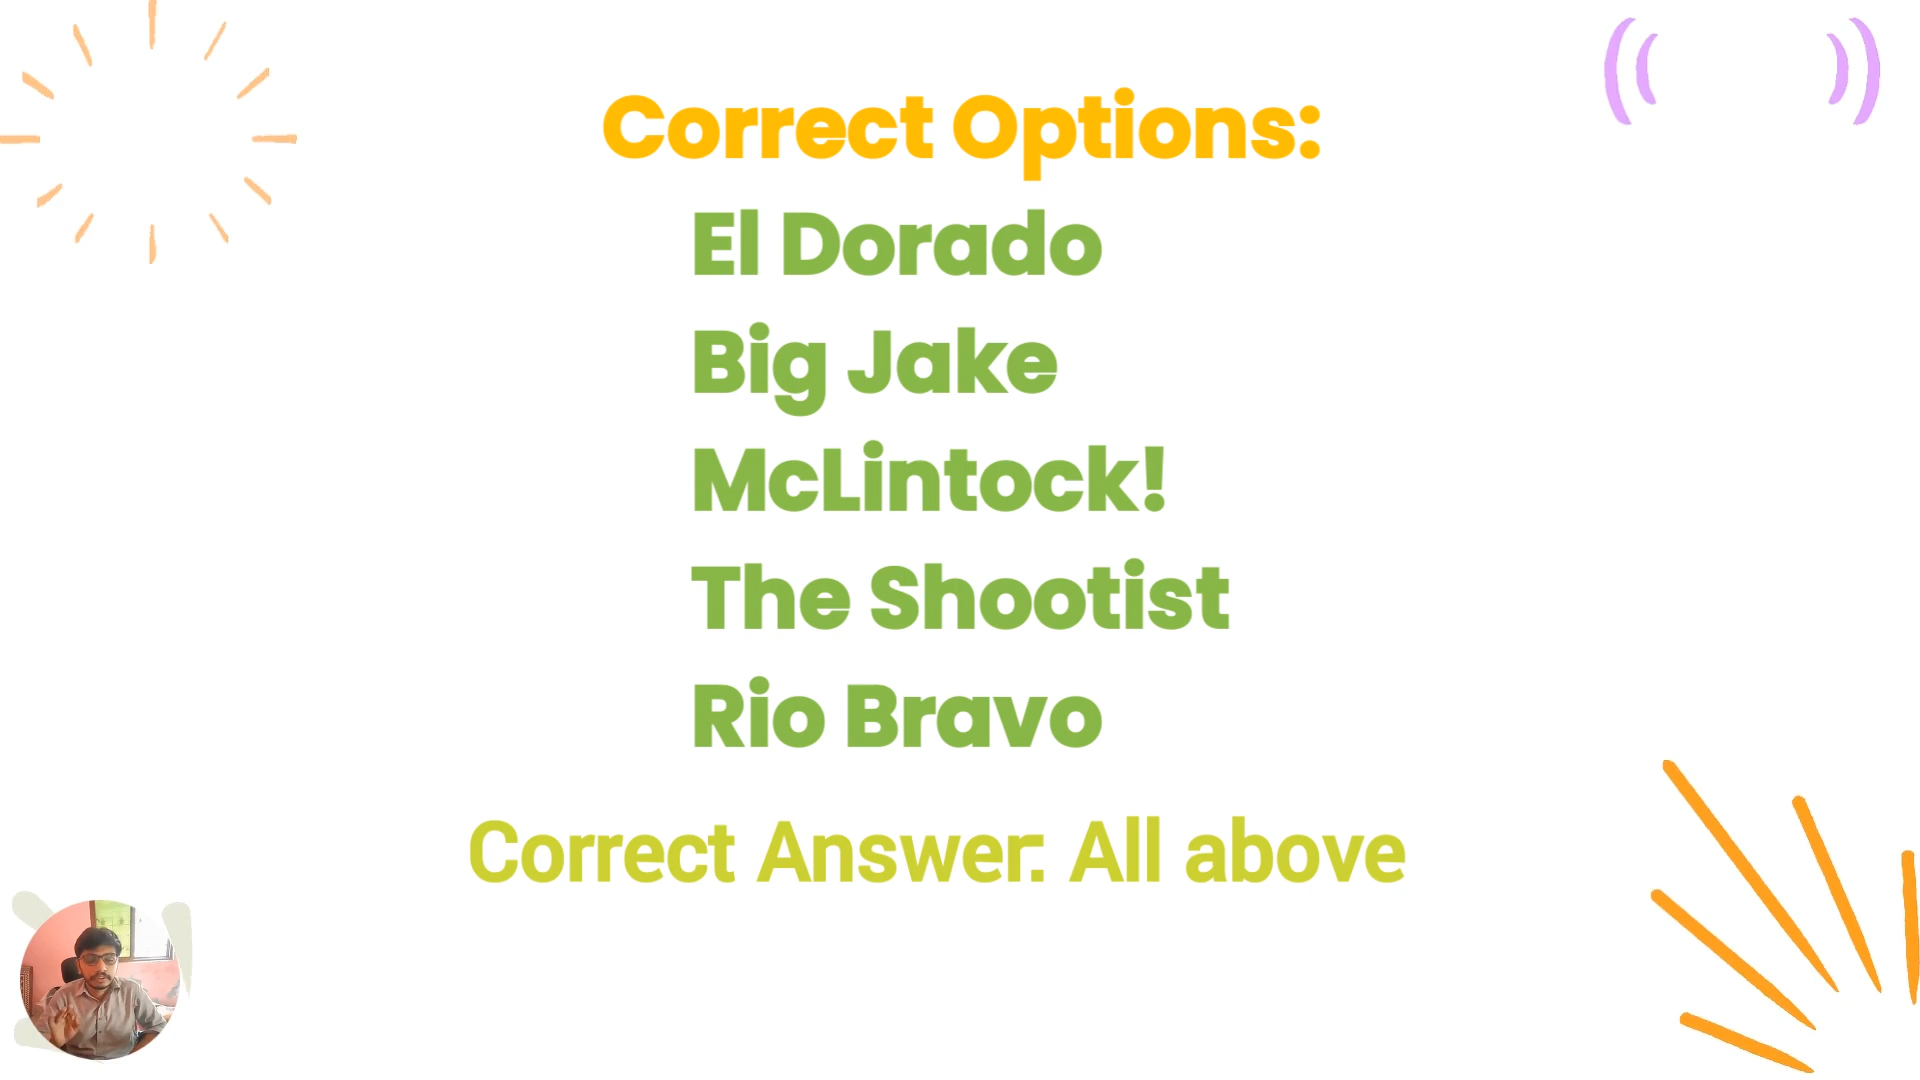 Correct Options:
El Dorado
Big Jake
McLintock!
The Shootist
Rio Bravo
Correct Answer: All above